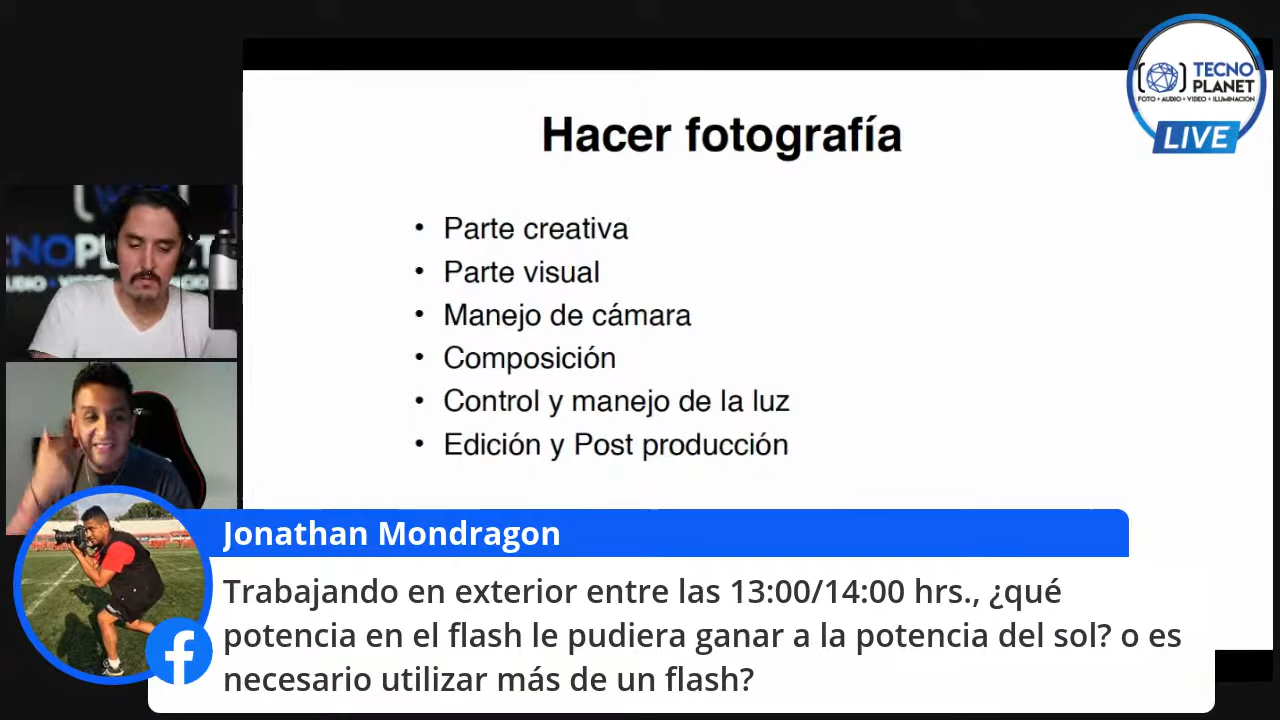 TECNO
PLANET
FOTO + AUDIO + VIDEO + ILUMINACION
LIVE
Hacer fotografía
• Parte creativa
• Parte visual
• Manejo de cámara
• Composición
• Control y manejo de la luz
• Edición y Post producción
Jonathan Mondragon
Trabajando en exterior entre las 13:00/14:00 hrs., ¿qué
potencia en el flash le pudiera ganar a la potencia del sol? o es
necesario utilizar más de un flash?